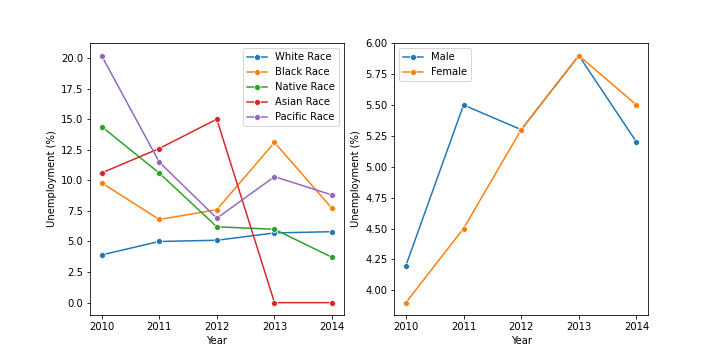 20.0
17.5
15.0
12.5
10.0
7.5
5.0
2.5
0.0
Unemployment (%)
2010 2011 2012 2013 2014
Year
White Race
Black Race
Native Race
Asian Race
Pacific Race
6.00
5.75
5.50
5.25
5.00
4.75
4.50
4.25
4.00
Unemployment (%)
2010 2011 2012 2013 2014
Year
Male
Female